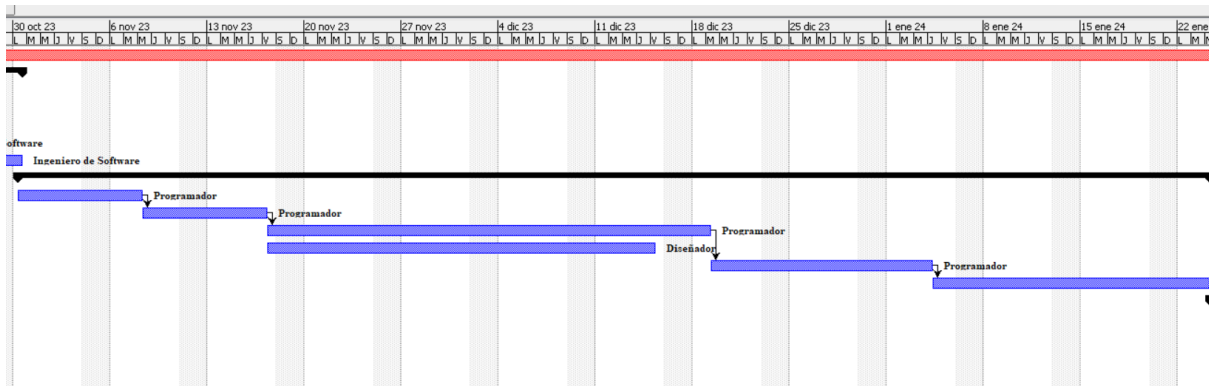 30 oct 23 6 nov 23 13 nov 23 20 nov 23 27 nov 23 4 dic 23 11 dic 23 18 dic 23 25 dic 23 1 ene 24 8 ene 24 15 ene 24 22 ene
L M M J V S D L M M J V S D L M M J V S D L M M J V S D L M M J V S D L M M J V S D L M M J V S D L M M J V S D L M M J V S D L M M J V S D L M M J V S D L M M J V S D L M
oftware
Ingeniero de Software
Programador
Programador
Programador
Diseñador
Programador